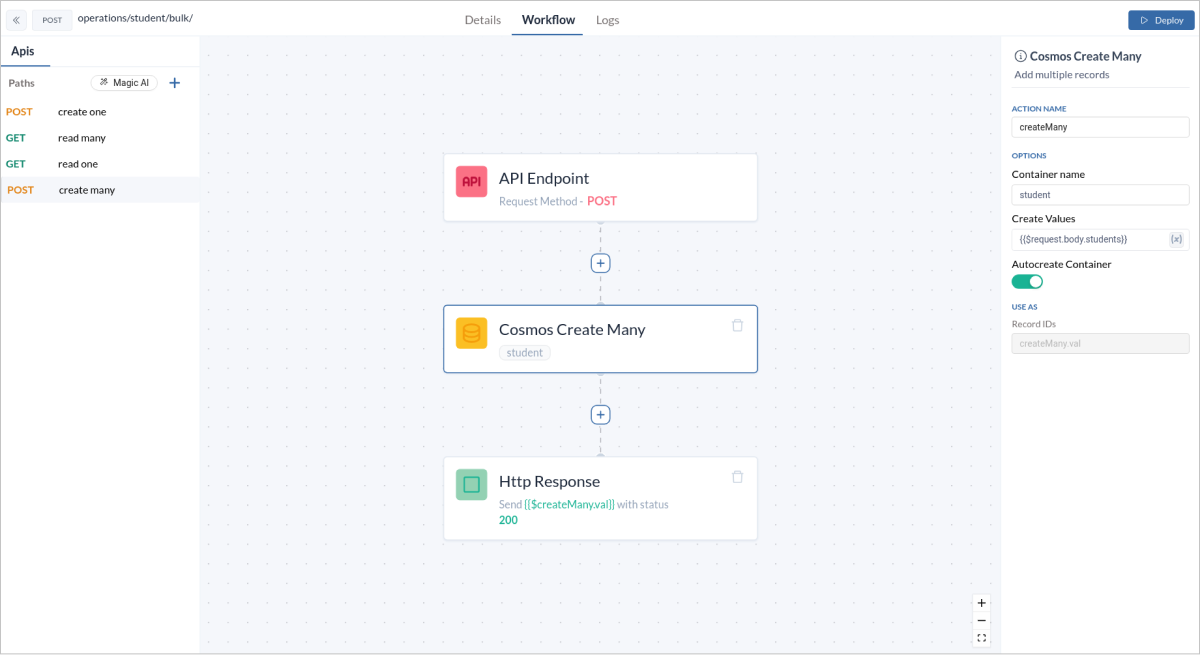 POST operations/student/bulk/
Details Workflow Logs
Deploy
Apis
Paths Magic AI
POST create one
GET read many
GET read one
POST create many
API API Endpoint
Request Method - POST
Cosmos Create Many
student
Http Response
Send {{$createMany.val}} with status
200
Cosmos Create Many
Add multiple records
ACTION NAME
createMany
OPTIONS
Container name
student
Create Values
{{$request.body.students}} (x)
Autocreate Container
USE AS
Record IDs
createMany.val